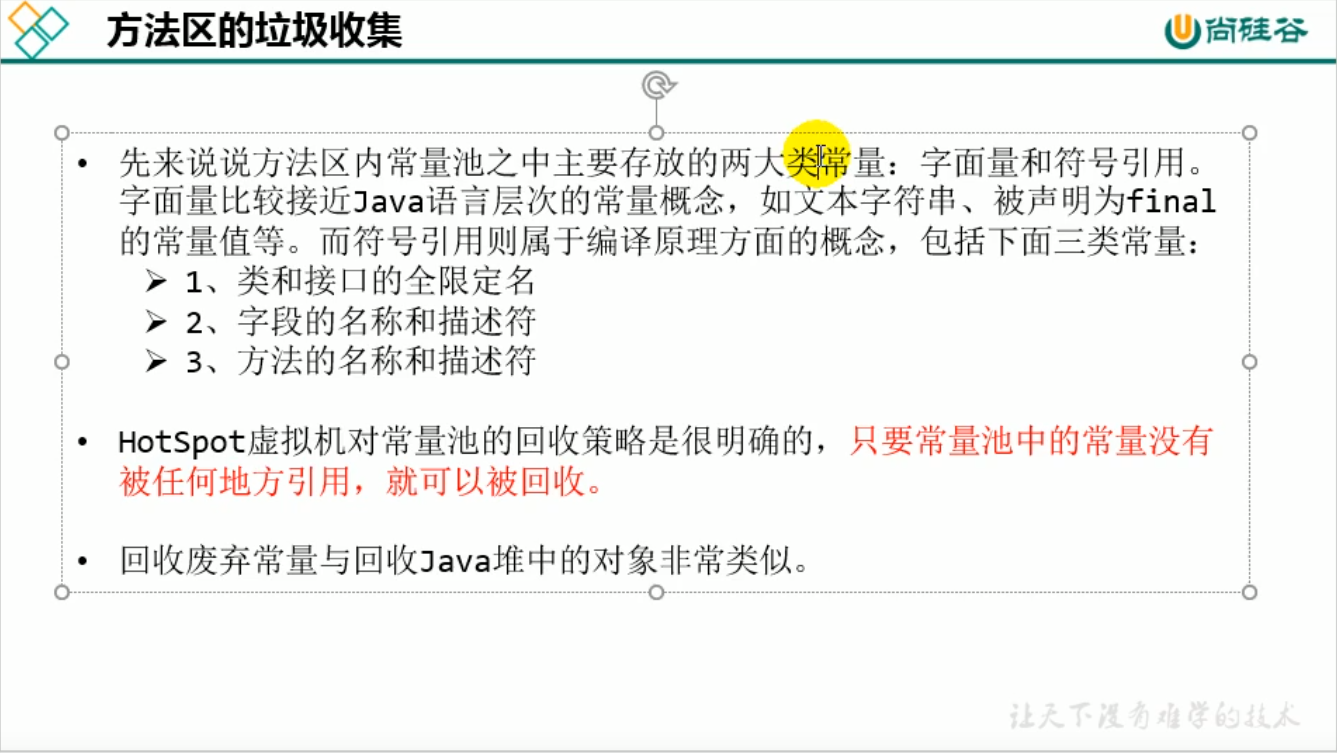 方法区的垃圾收集
尚硅谷
• 先来说说方法区内常量池之中主要存放的两大类常量：字面量和符号引用。
字面量比较接近Java语言层次的常量概念，如文本字符串、被声明为final
的常量值等。而符号引用则属于编译原理方面的概念，包括下面三类常量：
➢ 1、类和接口的全限定名
➢ 2、字段的名称和描述符
➢ 3、方法的名称和描述符
• HotSpot虚拟机对常量池的回收策略是很明确的，只要常量池中的常量没有
被任何地方引用，就可以被回收。
• 回收废弃常量与回收Java堆中的对象非常类似。
让天下没有难学的技术